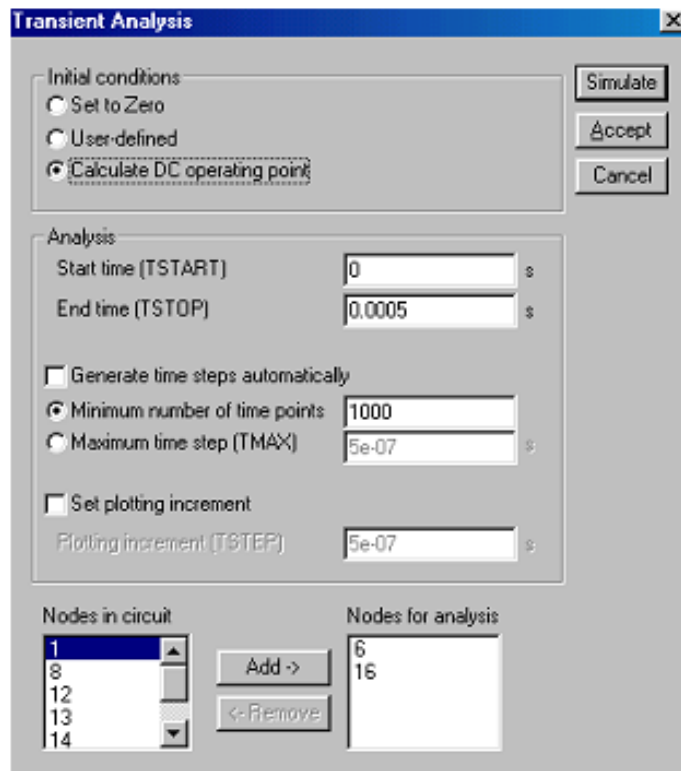 Transient Analysis
Initial conditions
Set to Zero
User-defined
Calculate DC operating point
Simulate
Accept
Cancel
Analysis
Start time (TSTART) 0 s
End time (TSTOP) 0.0005 s
Generate time steps automatically
Minimum number of time points 1000
Maximum time step (TMAX) 5e-07 s
Set plotting increment
Plotting increment (TSTEP) 5e-07 s
Nodes in circuit
1
8
12
13
14
Add ->
<- Remove
Nodes for analysis
6
16